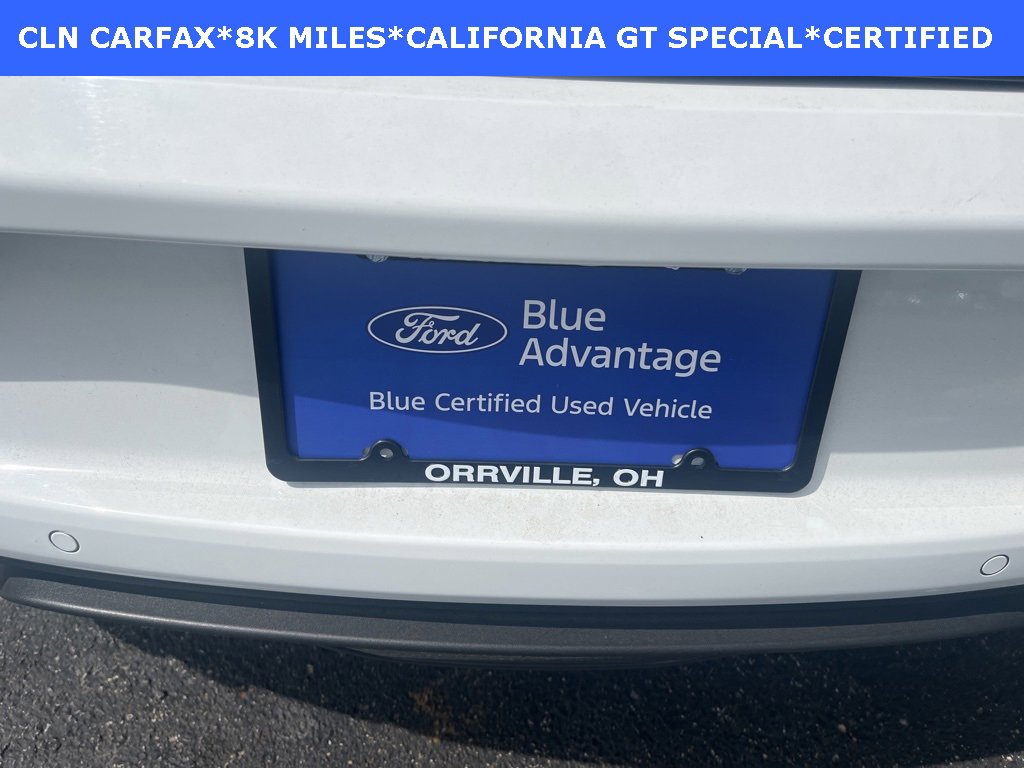 CLN CARFAX*8K MILES*CALIFORNIA GT SPECIAL*CERTIFIED
Ford
Blue
Advantage
Blue Certified Used Vehicle
ORRVILLE, OH